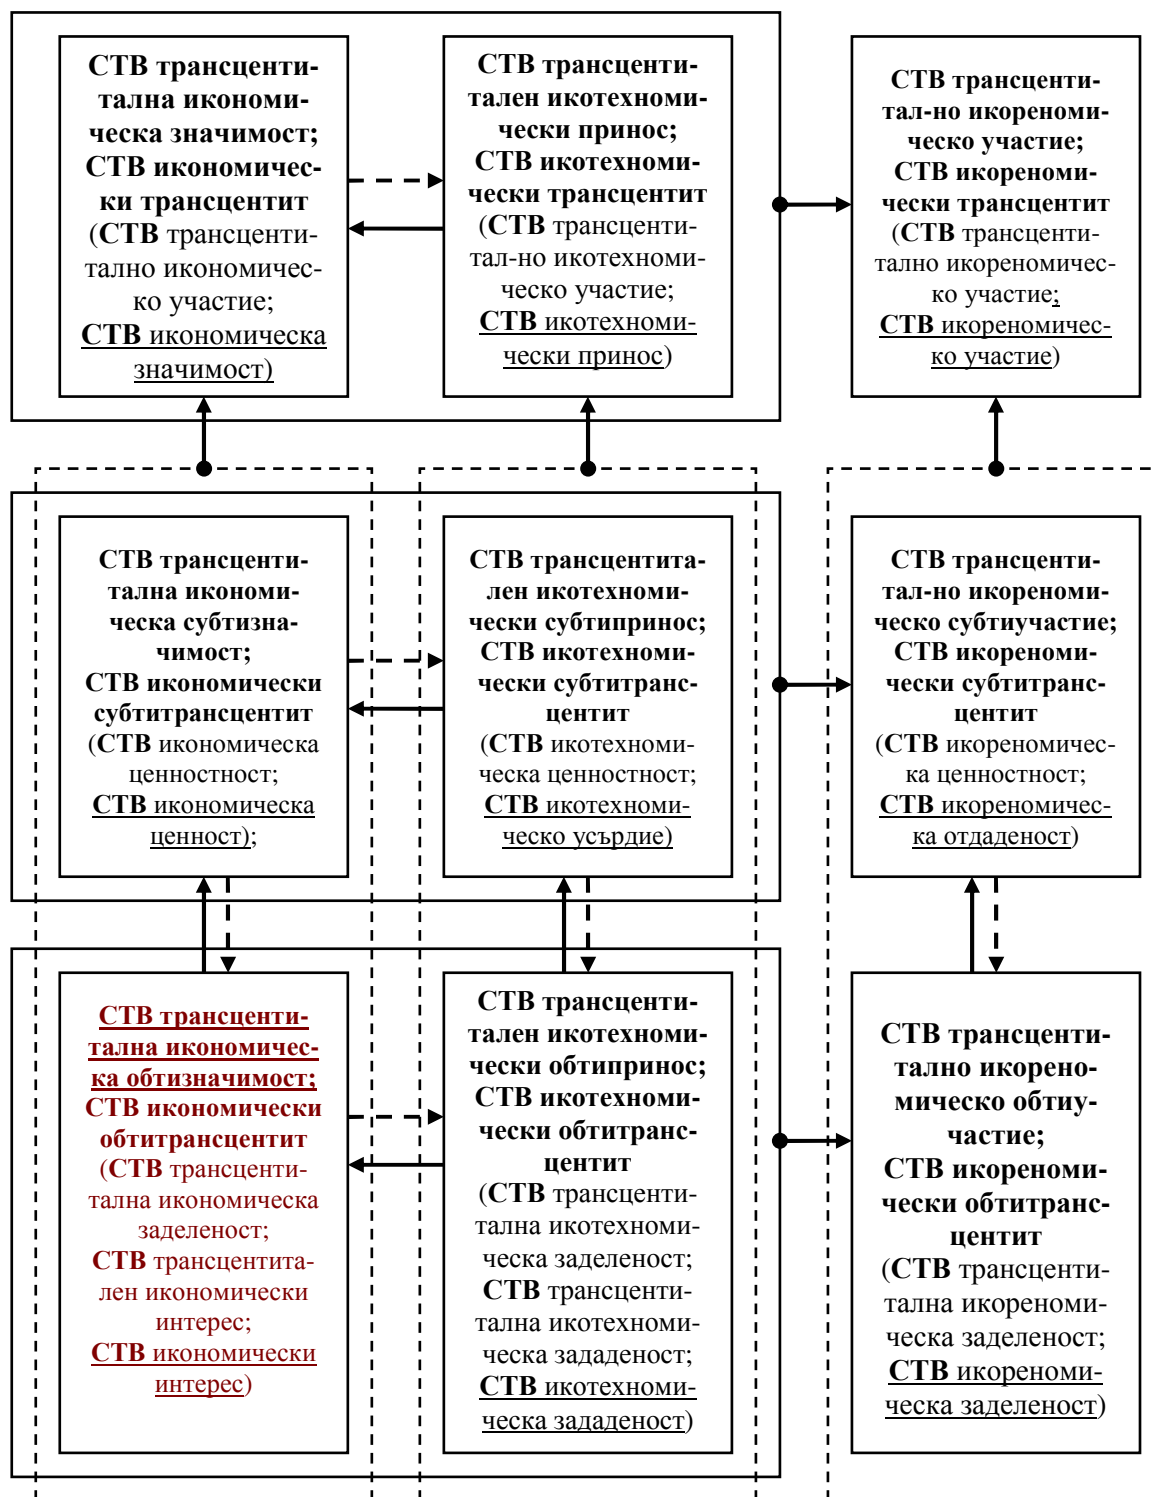 СТВ трансценти-
тална икономи-
ческа значимост;
СТВ икономичес-
ки трансцентит
(СТВ трансценти-
тално икономичес-
ко участие;
СТВ икономическа
значимост)
СТВ трансценти-
тален икотехноми-
чески принос;
СТВ икотехноми-
чески трансцентит
(СТВ трансценти-
тал-но икотехноми-
ческо участие;
СТВ икотехноми-
чески принос)
СТВ трансценти-
тал-но икореноми-
ческо участие;
СТВ икореноми-
чески трансцентит
(СТВ трансценти-
тално икореномичес-
ко участие;
СТВ икореномичес-
ко участие)
СТВ трансценти-
тална икономи-
ческа субтизна-
чимост;
СТВ икономически
субтитрансцентит
(СТВ икономическа
ценностност;
СТВ икономическа
ценност);
СТВ трансцентита-
лен икотехноми-
чески субтипринос;
СТВ икотехноми-
чески субтитранс-
центит
(СТВ икотехноми-
ческа ценностност;
СТВ икотехноми-
ческо усърдие)
СТВ трансценти-
тал-но икореноми-
ческо субтиучастие;
СТВ икореноми-
чески субтитранс-
центит
(СТВ икореномичес-
ка ценностност;
СТВ икореномичес-
ка отдаденост)
СТВ трансценти-
тална икономичес-
ка обтизначимост;
СТВ икономически
обтитрансцентит
(СТВ трансценти-
тална икономическа
заделеност;
СТВ трансцентита-
лен икономически
интерес;
СТВ икономически
интерес)
СТВ трансценти-
тален икотехноми-
чески обтипринос;
СТВ икотехноми-
чески обтитранс-
центит
(СТВ трансценти-
тална икотехноми-
ческа заделеност;
СТВ трансценти-
тална икотехноми-
ческа зададеност;
СТВ икотехноми-
ческа зададеност)
СТВ трансценти-
тално икорено-
мическо обтиу-
частие;
СТВ икореноми-
чески обтитранс-
центит
(СТВ трансценти-
тална икореноми-
ческа заделеност;
СТВ икореноми-
ческа заделеност)